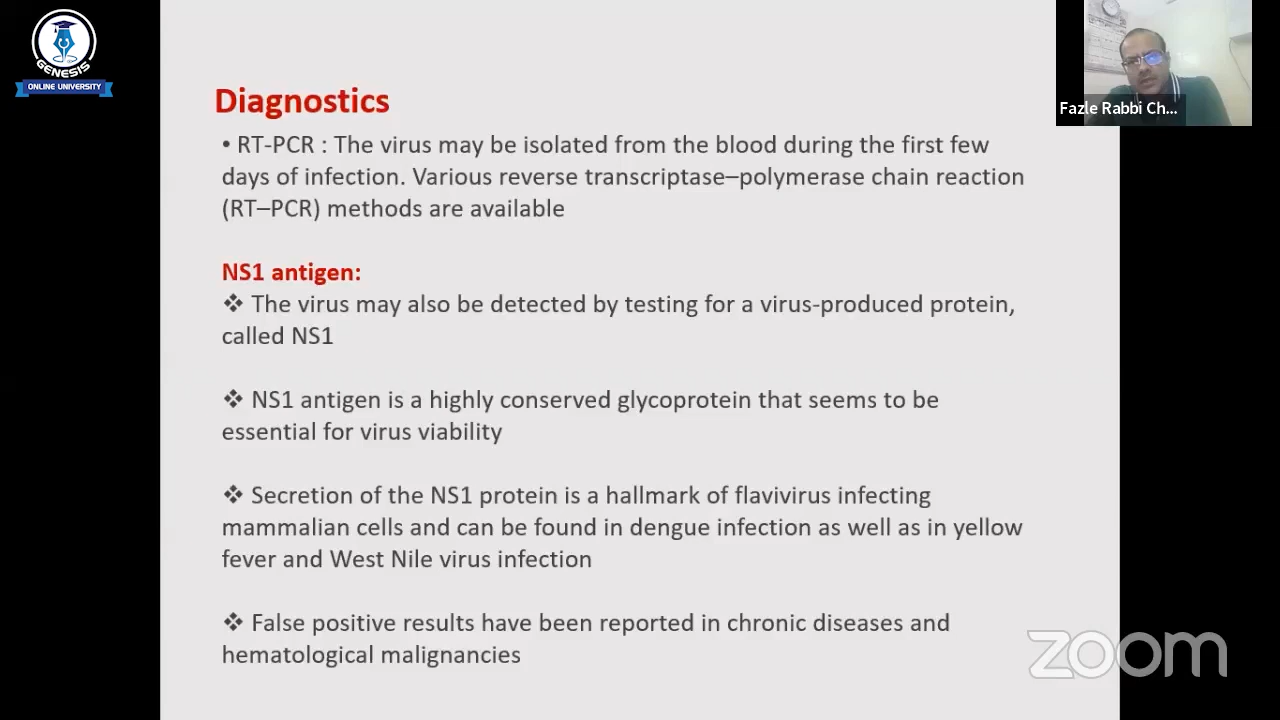 GENESIS
ONLINE UNIVERSITY
Fazle Rabbi Ch...
Diagnostics
• RT-PCR : The virus may be isolated from the blood during the first few
days of infection. Various reverse transcriptase–polymerase chain reaction
(RT–PCR) methods are available
NS1 antigen:
❖ The virus may also be detected by testing for a virus-produced protein,
called NS1
❖ NS1 antigen is a highly conserved glycoprotein that seems to be
essential for virus viability
❖ Secretion of the NS1 protein is a hallmark of flavivirus infecting
mammalian cells and can be found in dengue infection as well as in yellow
fever and West Nile virus infection
❖ False positive results have been reported in chronic diseases and
hematological malignancies
zoom